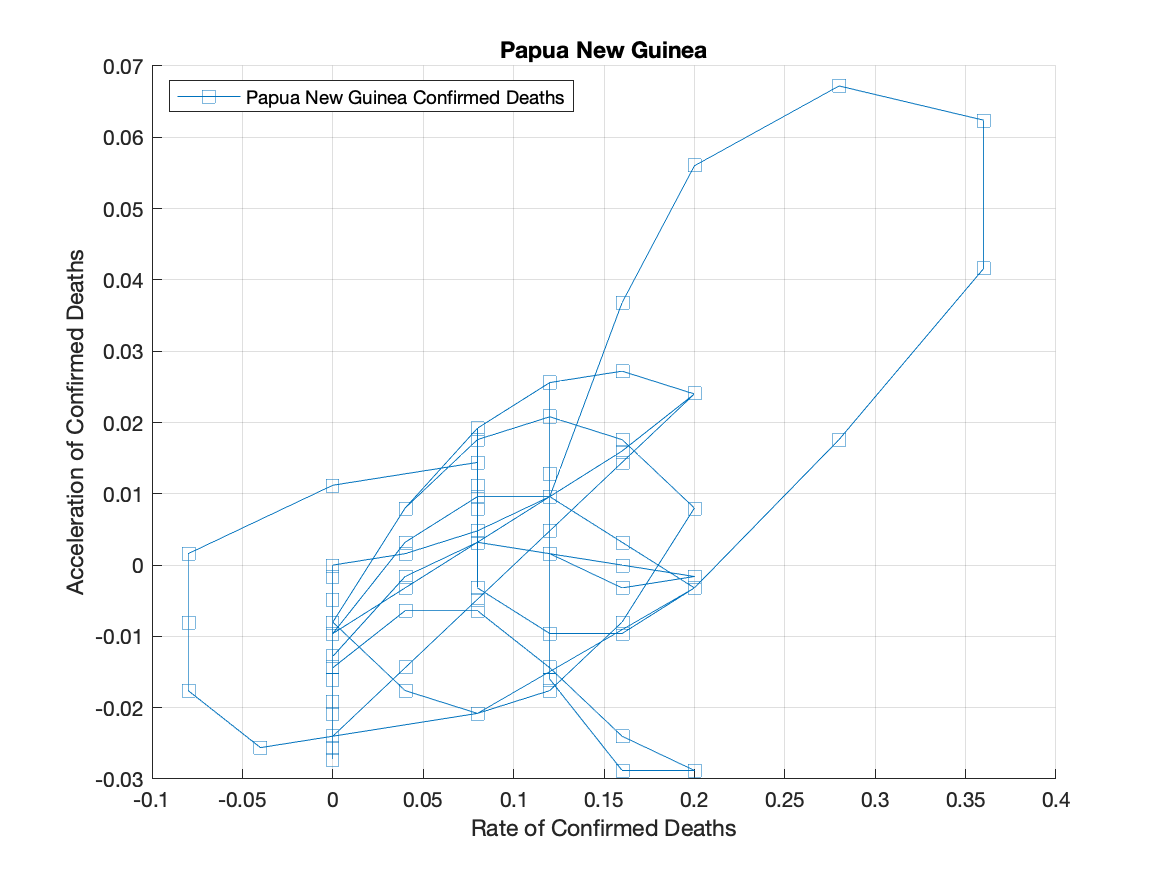 Papua New Guinea
Papua New Guinea Confirmed Deaths
0.07
0.06
0.05
0.04
0.03
0.02
0.01
0
-0.01
-0.02
-0.03
Acceleration of Confirmed Deaths
-0.1 -0.05 0 0.05 0.1 0.15 0.2 0.25 0.3 0.35 0.4
Rate of Confirmed Deaths